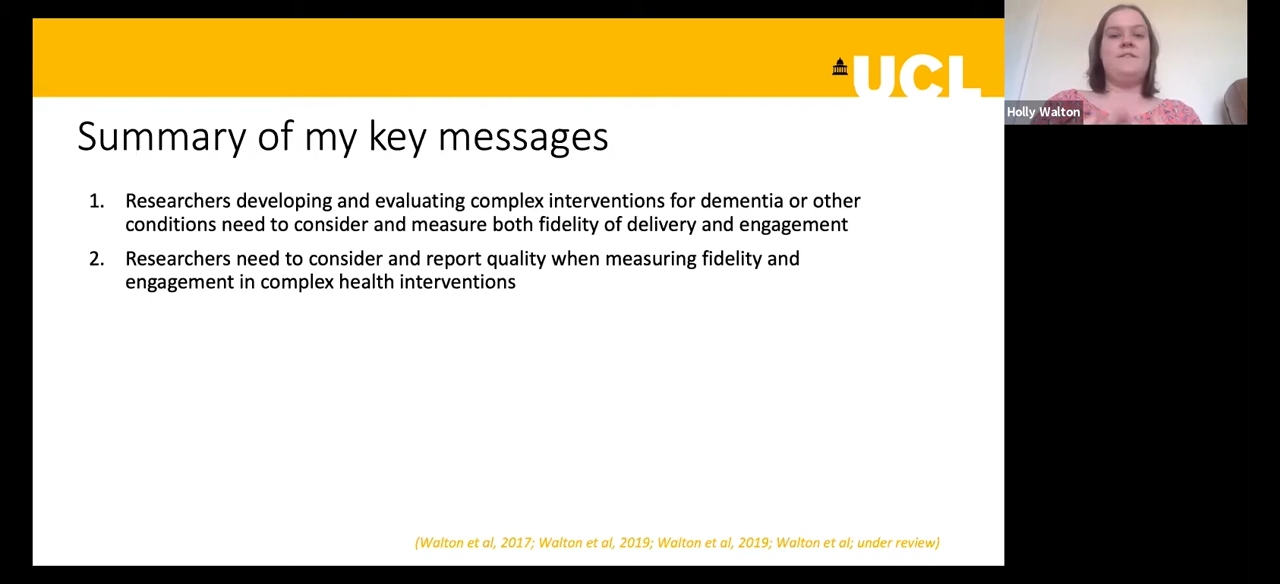 UCL
Holly Walton
Summary of my key messages
1. Researchers developing and evaluating complex interventions for dementia or other
conditions need to consider and measure both fidelity of delivery and engagement
2. Researchers need to consider and report quality when measuring fidelity and
engagement in complex health interventions
(Walton et al, 2017; Walton et al, 2019; Walton et al, 2019; Walton et al; under review)